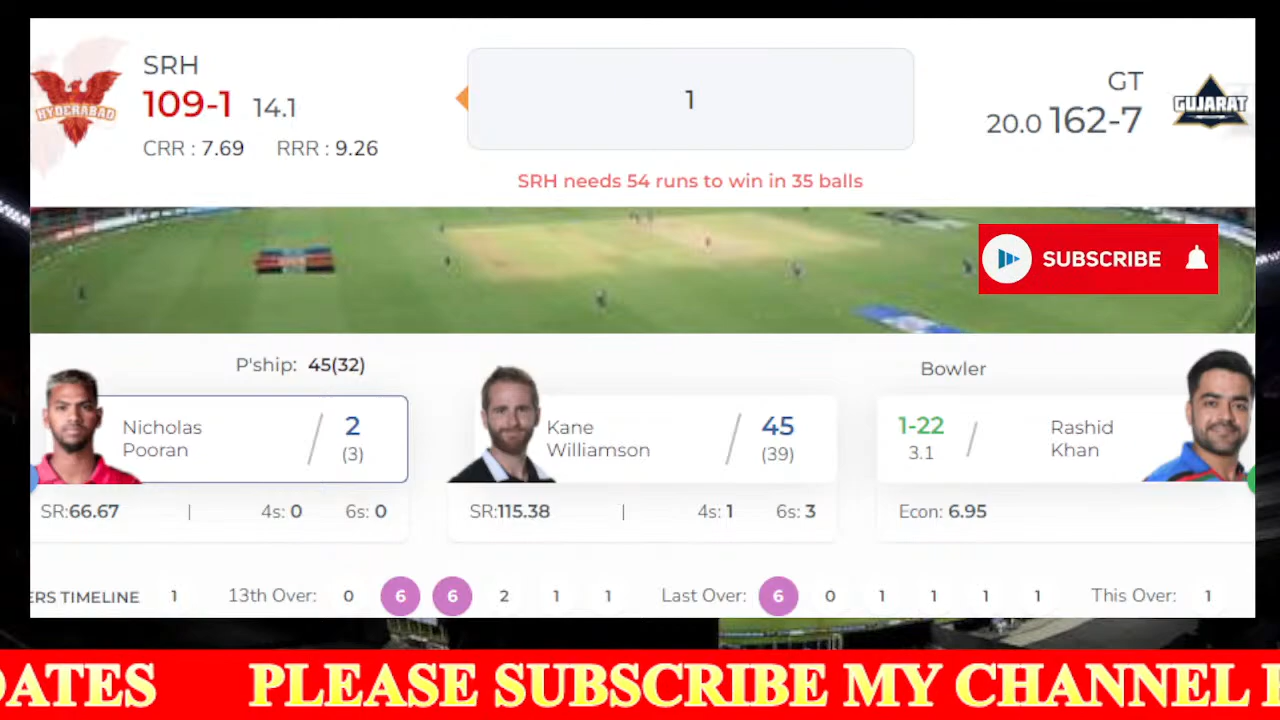 SRH
109-1 14.1
CRR : 7.69 RRR : 9.26
HYDERABAD
1
GT
20.0 162-7
GUJARAT
SRH needs 54 runs to win in 35 balls
SUBSCRIBE
P'ship: 45(32)
Nicholas
Pooran
2
(3)
SR:66.67 | 4s: 0 6s: 0
Kane
Williamson
45
(39)
SR:115.38 | 4s: 1 6s: 3
Bowler
1-22
3.1
Rashid
Khan
Econ: 6.95
ERS TIMELINE 1 13th Over: 0 6 6 2 1 1 Last Over: 6 0 1 1 1 1 This Over: 1
DATES PLEASE SUBSCRIBE MY CHANNEL